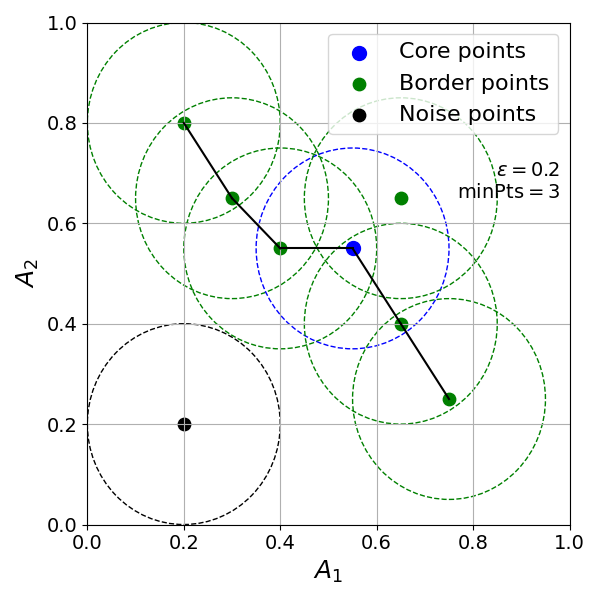 1.0
0.8
0.6
0.4
0.2
0.0
A₂
Core points
Border points
Noise points
ε = 0.2
minPts = 3
0.0 0.2 0.4 0.6 0.8 1.0
A₁